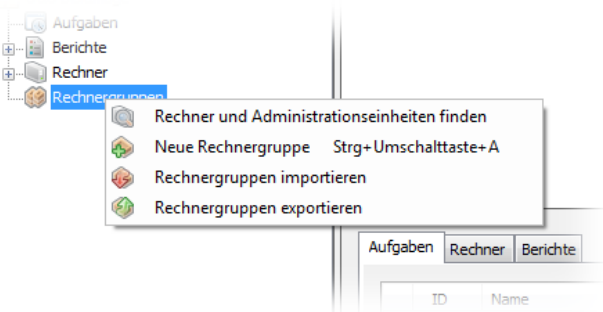 Aufgaben
Berichte
Rechner
Rechnergruppen
Rechner und Administrationseinheiten finden
Neue Rechnergruppe Strg+Umschalttaste+A
Rechnergruppen importieren
Rechnergruppen exportieren
Aufgaben Rechner Berichte
ID Name